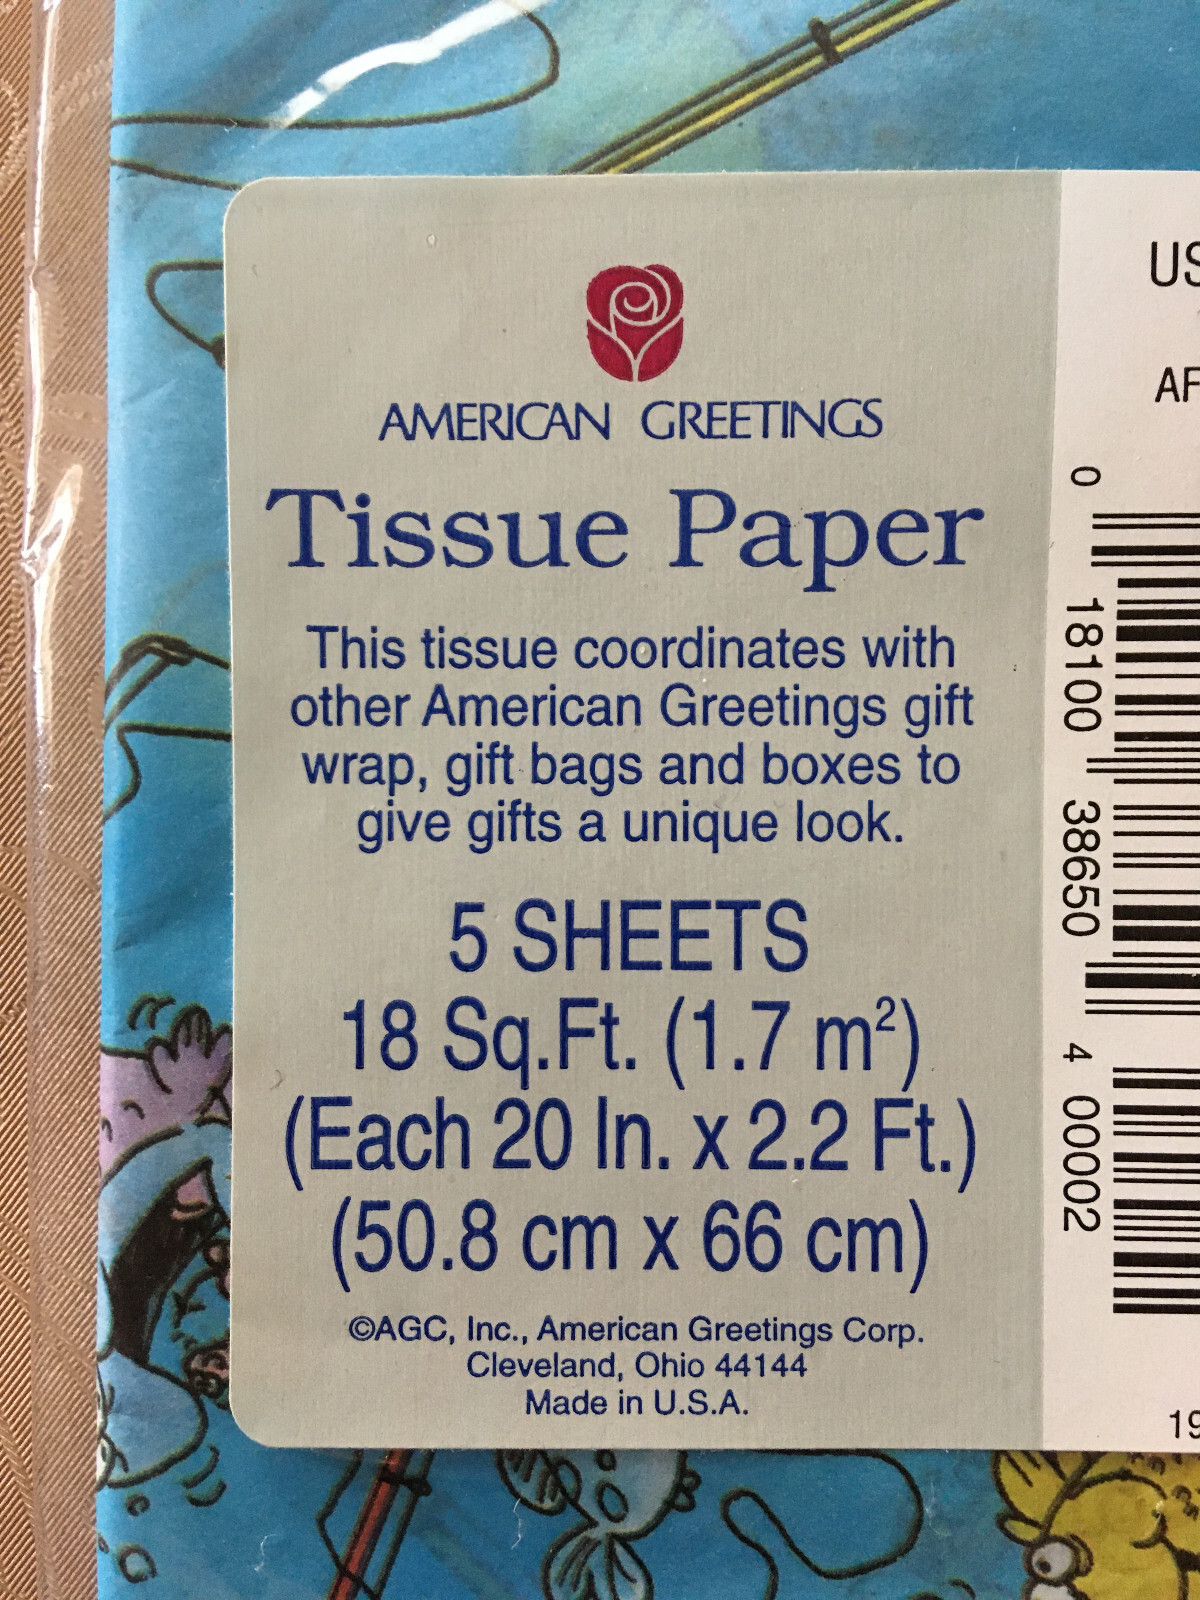 AMERICAN GREETINGS
Tissue Paper
This tissue coordinates with
other American Greetings gift
wrap, gift bags and boxes to
give gifts a unique look.
5 SHEETS
18 Sq.Ft. (1.7 m²)
(Each 20 In. x 2.2 Ft.)
(50.8 cm x 66 cm)
©AGC, Inc., American Greetings Corp.
Cleveland, Ohio 44144
Made in U.S.A.
0 18100 38650 4 00002